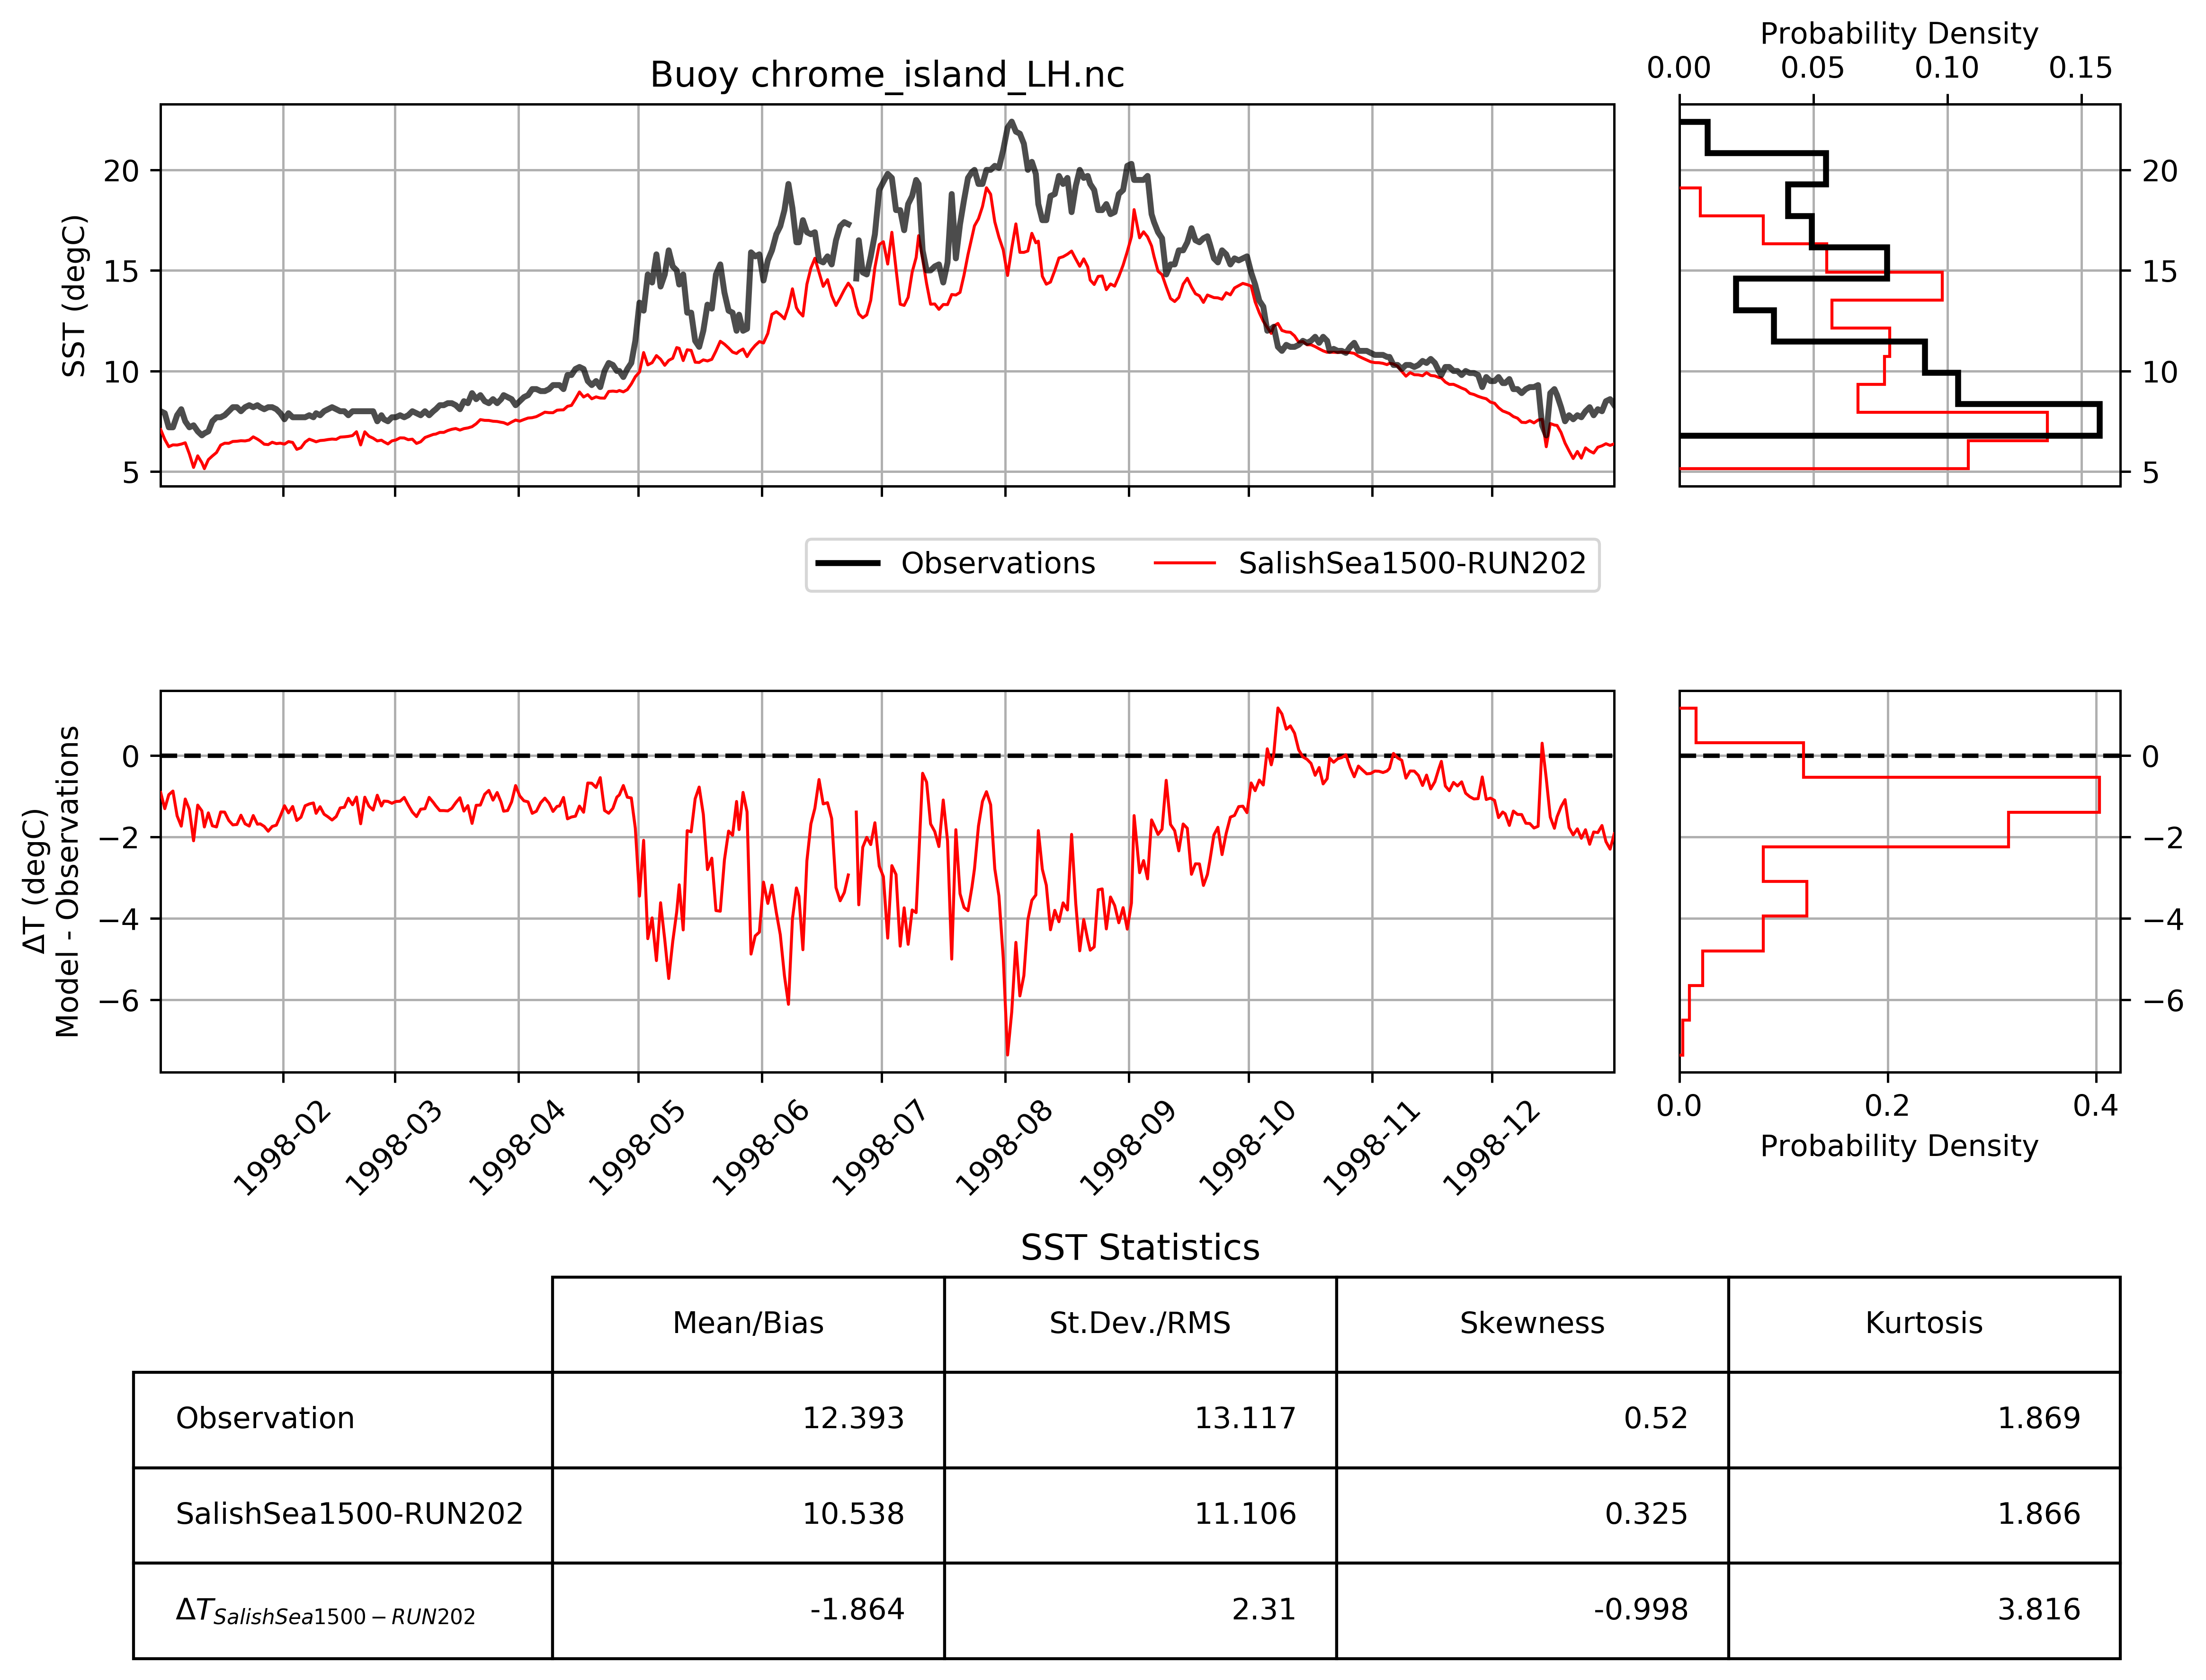 Probability Density
0.00 0.05 0.10 0.15
Buoy chrome_island_LH.nc
SST (degC)
20
15
10
5
20
15
10
5
Observations SalishSea1500-RUN202
ΔT (degC)
Model - Observations
0
−2
−4
−6
0
−2
−4
−6
1998-02 1998-03 1998-04 1998-05 1998-06 1998-07 1998-08 1998-09 1998-10 1998-11 1998-12
0.0 0.2 0.4
Probability Density
SST Statistics
Mean/Bias St.Dev./RMS Skewness Kurtosis
Observation 12.393 13.117 0.52 1.869
SalishSea1500-RUN202 10.538 11.106 0.325 1.866
ΔT SalishSea1500−RUN202 -1.864 2.31 -0.998 3.816